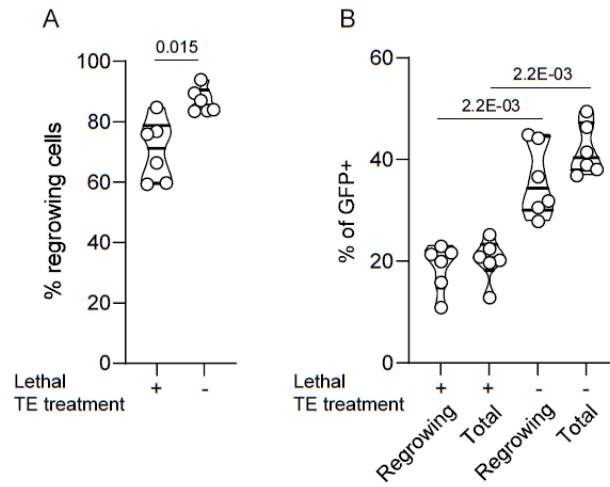 A
0.015
100
80
60
40
20
0
% regrowing cells
Lethal
TE treatment
+
-
B
2.2E-03
2.2E-03
60
40
20
0
% of GFP+
Lethal
TE treatment
+
+
-
-
Regrowing
Total
Regrowing
Total